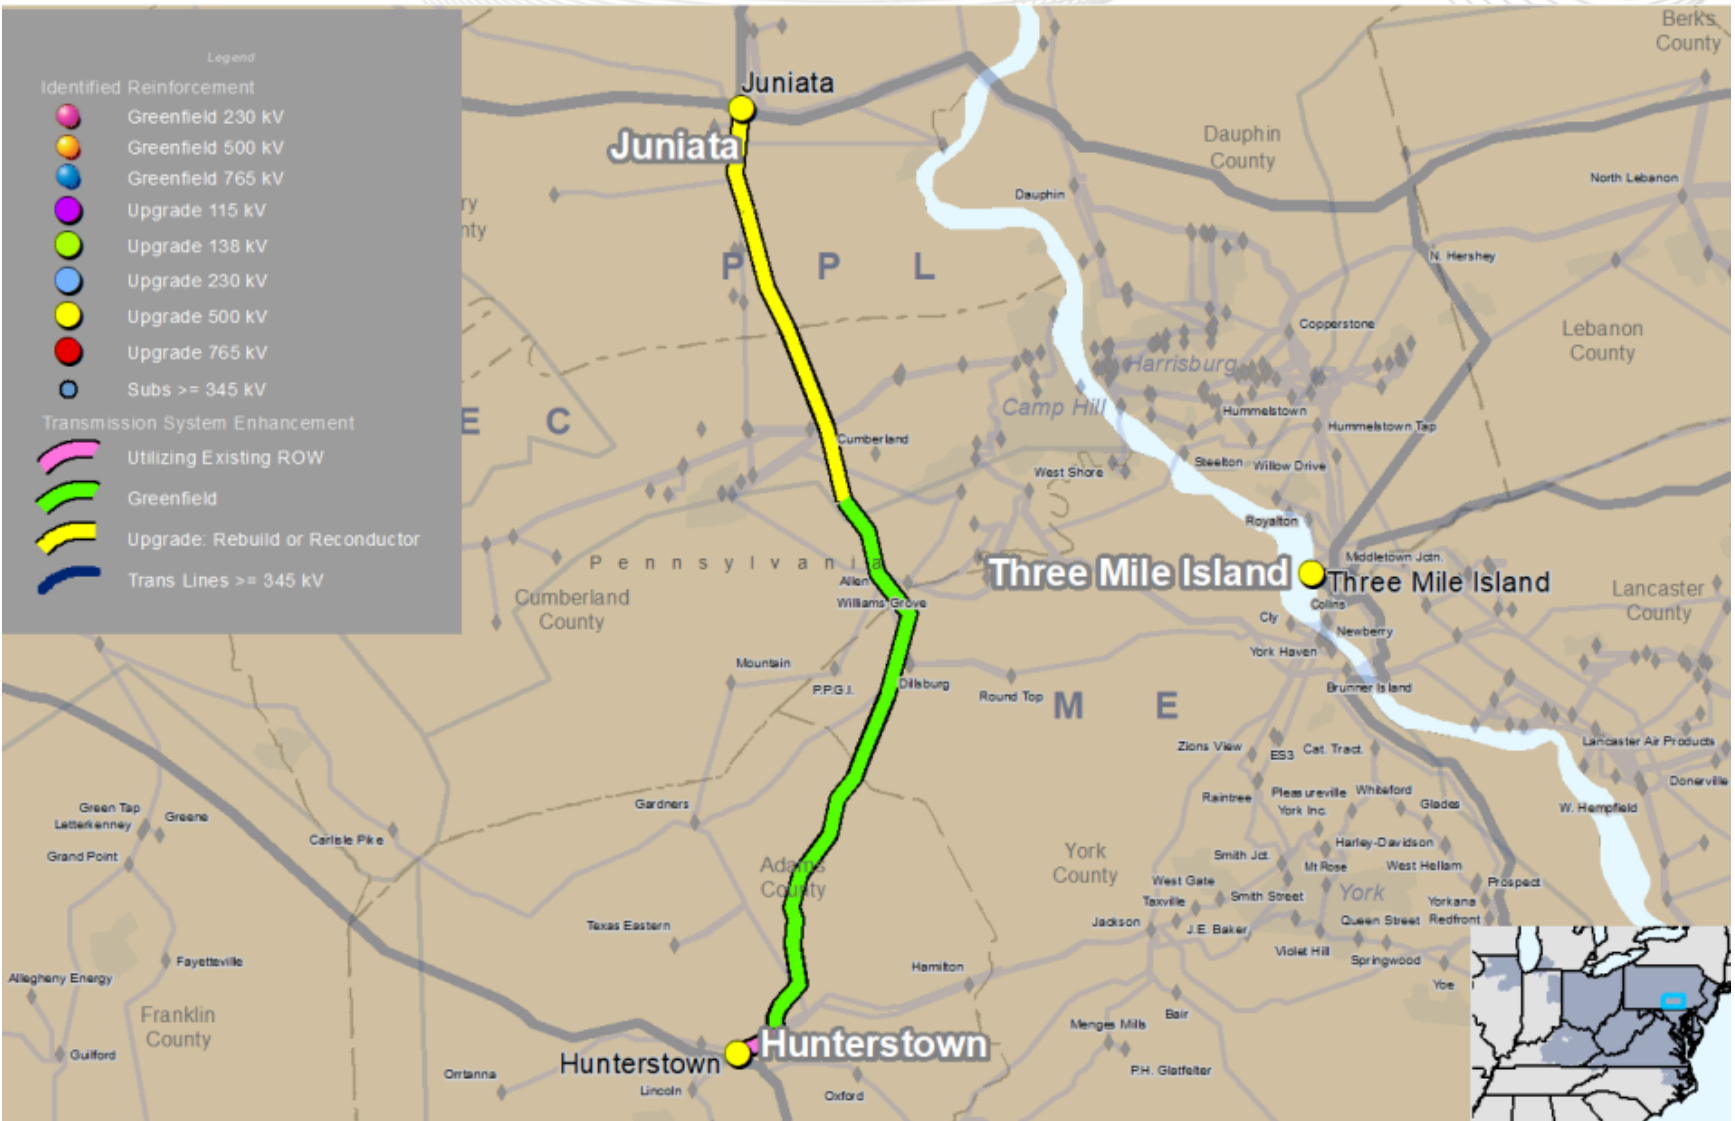 Legend
Identified Reinforcement
Greenfield 230 kV
Greenfield 500 kV
Greenfield 765 kV
Upgrade 115 kV
Upgrade 138 kV
Upgrade 230 kV
Upgrade 500 kV
Upgrade 765 kV
Subs >= 345 kV
Transmission System Enhancement
Utilizing Existing ROW
Greenfield
Upgrade: Rebuild or Reconductor
Trans Lines >= 345 kV
Berks
County
Juniata
Juniata
Dauphin
County
North Lebanon
Dauphin
ry
nty
N. Hershey
P P L
Copperstone
Lebanon
County
Harrisburg
Camp Hill
Hummelstown
Hummelstown Tap
E C
Cumberland
West Shore
Steelton
Willow Drive
Royalton
Pennsylvania
Middletown Jctn.
Three Mile Island
Three Mile Island
Allen
Williams Grove
Cumberland
County
Lancaster
County
Collins
Cly
Newberry
York Haven
Mountain
P.P.G.I.
Dillsburg
Round Top
Brunner Island
M E
Zions View
ES3
Cat. Tract.
Lancaster Air Products
Donerville
Raintree
Pleasureville
York Inc.
Whiteford
Glades
W. Hempfield
Green Tap
Letterkenny
Greene
Gardners
Carlisle Pike
Grand Point
Harley-Davidson
Smith Jct.
Mt Rose
West Hellam
York
County
Adams
County
West Gate
Taxville
Smith Street
York
Prospect
Yorkana
Redfront
Jackson
J.E. Baker
Queen Street
Texas Eastern
Violet Hill
Springwood
Fayetteville
Hamilton
Allegheny Energy
Yoe
Franklin
County
Bair
Menges Mills
Hunterstown
Hunterstown
Guilford
Orrtanna
Lincoln
Oxford
P.H. Glatfelter